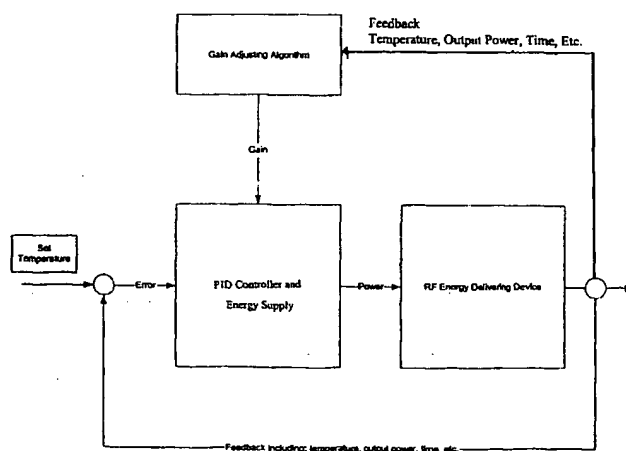 Feedback
Temperature, Output Power, Time, Etc.
Gain Adjusting Algorithm
Gain
Set
Temperature
Error
PID Controller and
Energy Supply
Power
RF Energy Delivering Device
Feedback including: temperature, output power, time, etc.